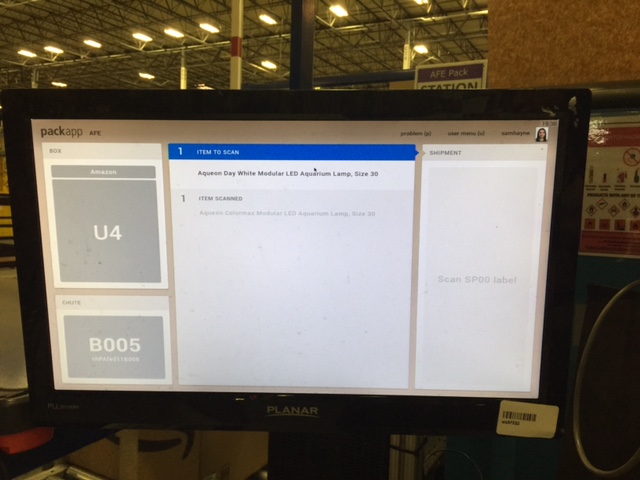 AFE Pack
STATION
packapp AFE
problem (p)
user menu (u)
samhayne
BOX
Amazon
U4
CHUTE
B005
1 ITEM TO SCAN
Aqueon Day White Modular LED Aquarium Lamp, Size 30
1 ITEM SCANNED
Aqueon Colormax Modular LED Aquarium Lamp, Size 30
SHIPMENT
Scan SP00 label
PLANAR